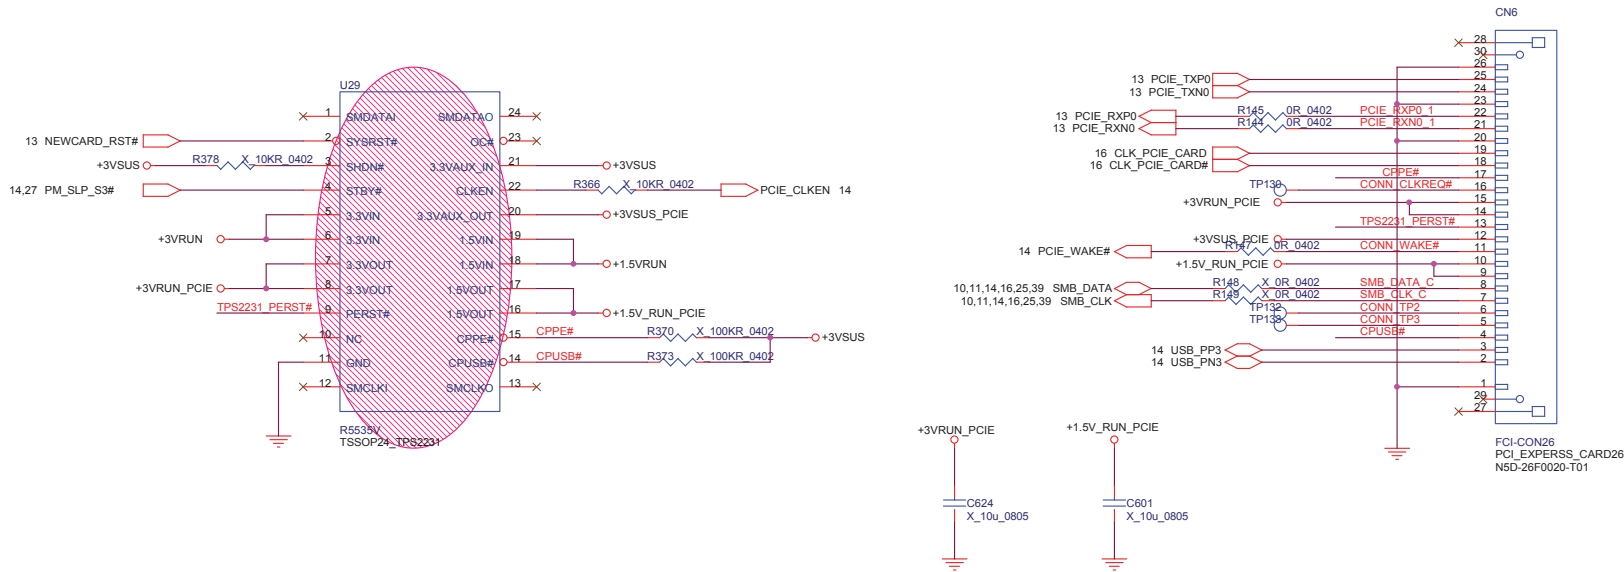 CN6
U29
R5535V
TSSOP24_TPS2231
1 SMDATAI
2 SYSRST#
3 SHDN#
4 STBY#
5 3.3VIN
6 3.3VIN
7 3.3VOUT
8 3.3VOUT
9 PERST#
10 NC
11 GND
12 SMCLKI
SMDATAO 24
OC# 23
3.3VAUX_IN 21
CLKEN 22
3.3VAUX_OUT 20
1.5VIN 19
1.5VIN 18
1.5VOUT 17
1.5VOUT 16
CPPE# 15
CPUSB# 14
SMCLKO 13
13 NEWCARD_RST#
+3VSUS R378 X_10KR_0402
14,27 PM_SLP_S3#
+3VRUN
+3VRUN_PCIE
TPS2231_PERST#
+3VSUS
R366 X_10KR_0402 PCIE_CLKEN 14
+3VSUS_PCIE
+1.5VRUN
+1.5V_RUN_PCIE
CPPE# R370 X_100KR_0402 +3VSUS
CPUSB# R373 X_100KR_0402
28
30
26
13 PCIE_TXP0 25
13 PCIE_TXN0 24
23
13 PCIE_RXP0 R145 0R_0402 PCIE_RXP0_1 22
13 PCIE_RXN0 R144 0R_0402 PCIE_RXN0_1 21
20
16 CLK_PCIE_CARD 19
16 CLK_PCIE_CARD# 18
CPPE# 17
TP130 CONN_CLKREQ# 16
+3VRUN_PCIE 15
14
TPS2231_PERST# 13
+3VSUS_PCIE 12
14 PCIE_WAKE# R147 0R_0402 CONN_WAKE# 11
+1.5V_RUN_PCIE 10
9
10,11,14,16,25,39 SMB_DATA R148 X_0R_0402 SMB_DATA_C 8
10,11,14,16,25,39 SMB_CLK R149 X_0R_0402 SMB_CLK_C 7
TP132 CONN_TP2 6
TP133 CONN_TP3 5
CPUSB# 4
14 USB_PP3 3
14 USB_PN3 2
1
29
27
FCI-CON26
PCI_EXPERSS_CARD26
N5D-26F0020-T01
+3VRUN_PCIE
C624
X_10u_0805
+1.5V_RUN_PCIE
C601
X_10u_0805